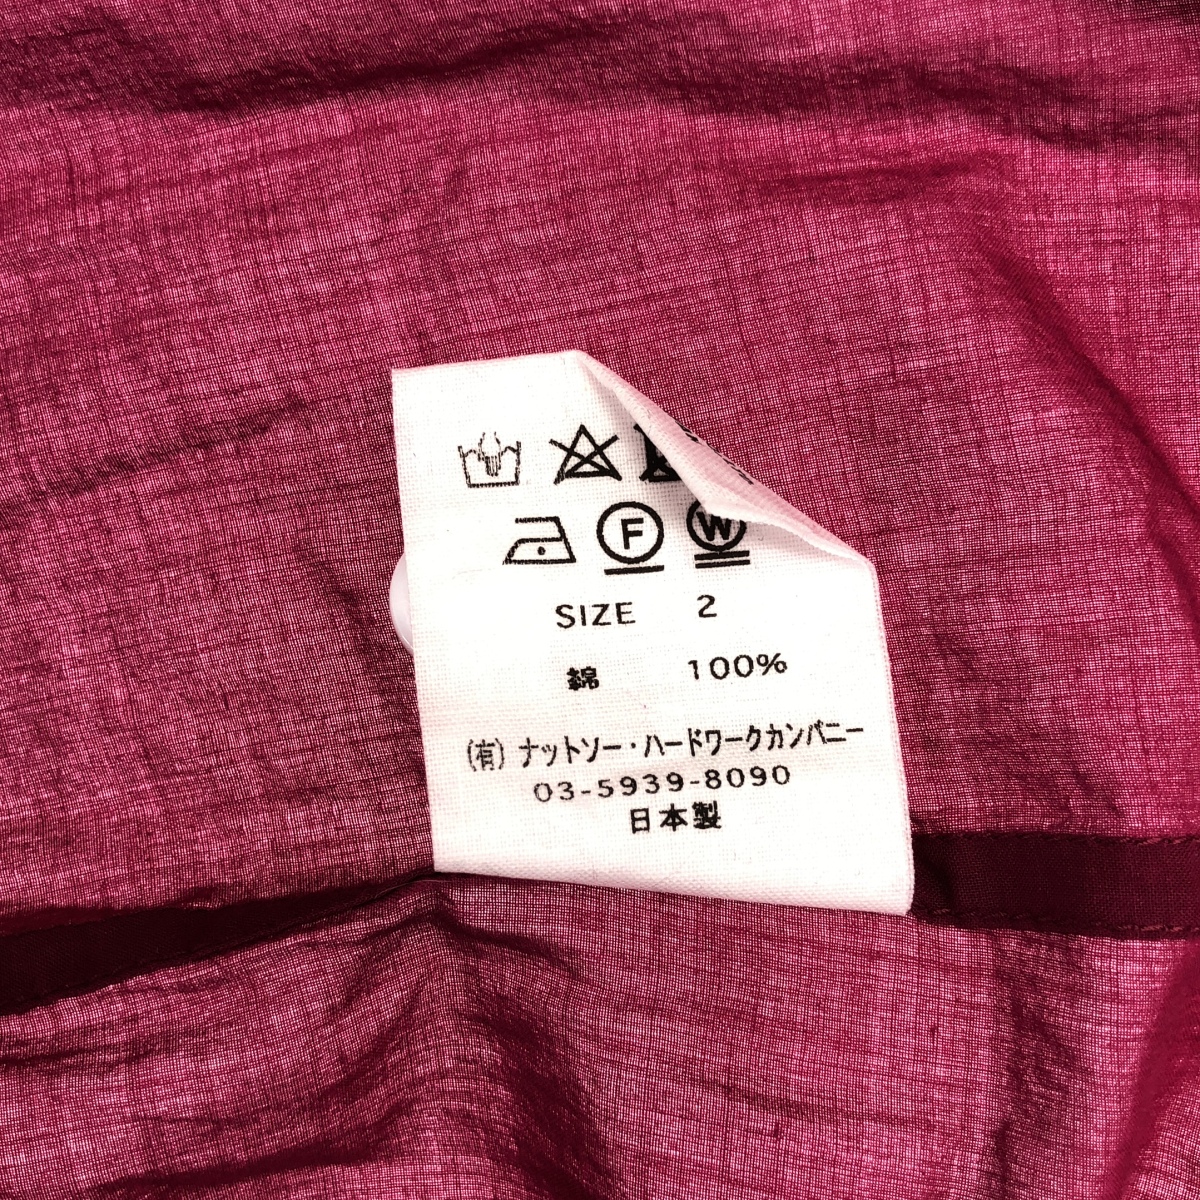 F W
SIZE 2
綿 100%
(有) ナットソー・ハードワークカンパニー
03-5939-8090
日本製